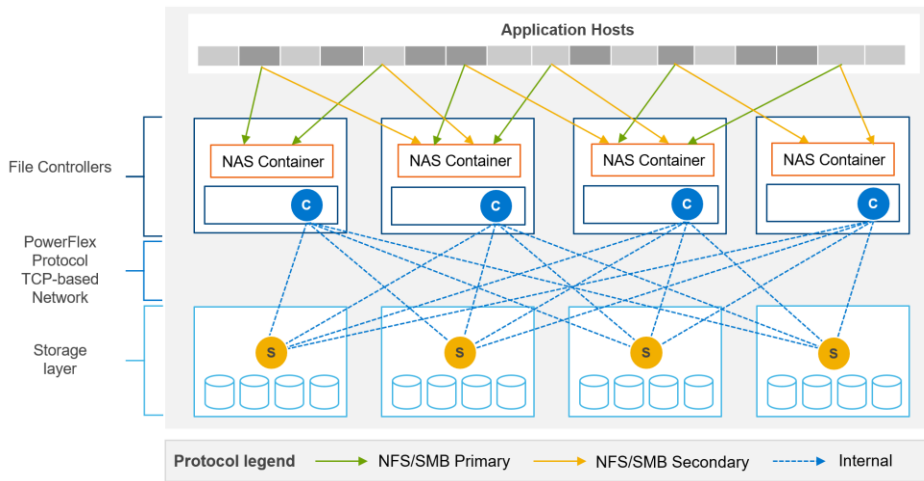 Application Hosts
File Controllers
NAS Container
NAS Container
NAS Container
NAS Container
C
C
C
C
PowerFlex
Protocol
TCP-based
Network
Storage
layer
S
S
S
S
Protocol legend
NFS/SMB Primary
NFS/SMB Secondary
Internal